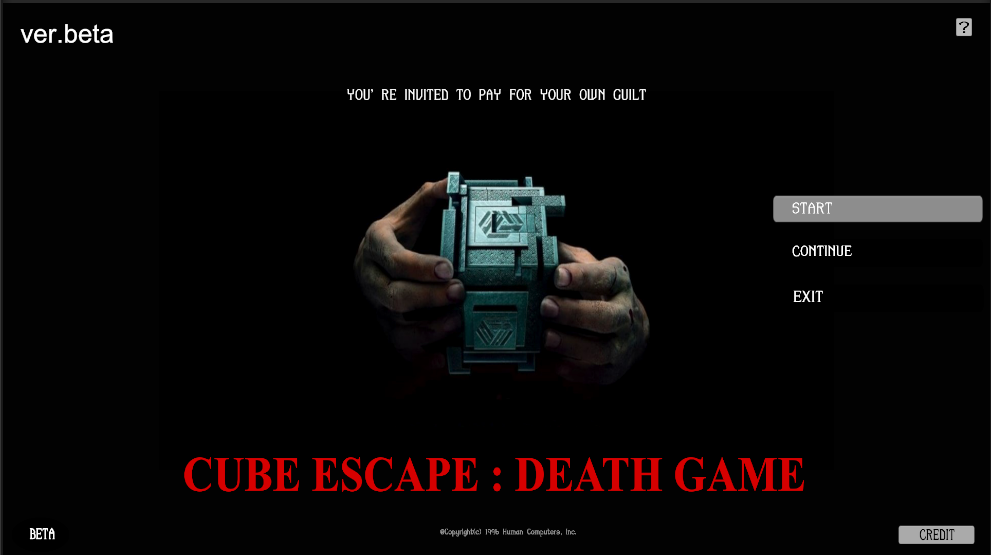 ver.beta
?
YOU' RE INVITED TO PAY FOR YOUR OWN GUILT
START
CONTINUE
EXIT
CUBE ESCAPE : DEATH GAME
BETA
©Copyright(c) 1996 Human Computers, Inc.
CREDIT